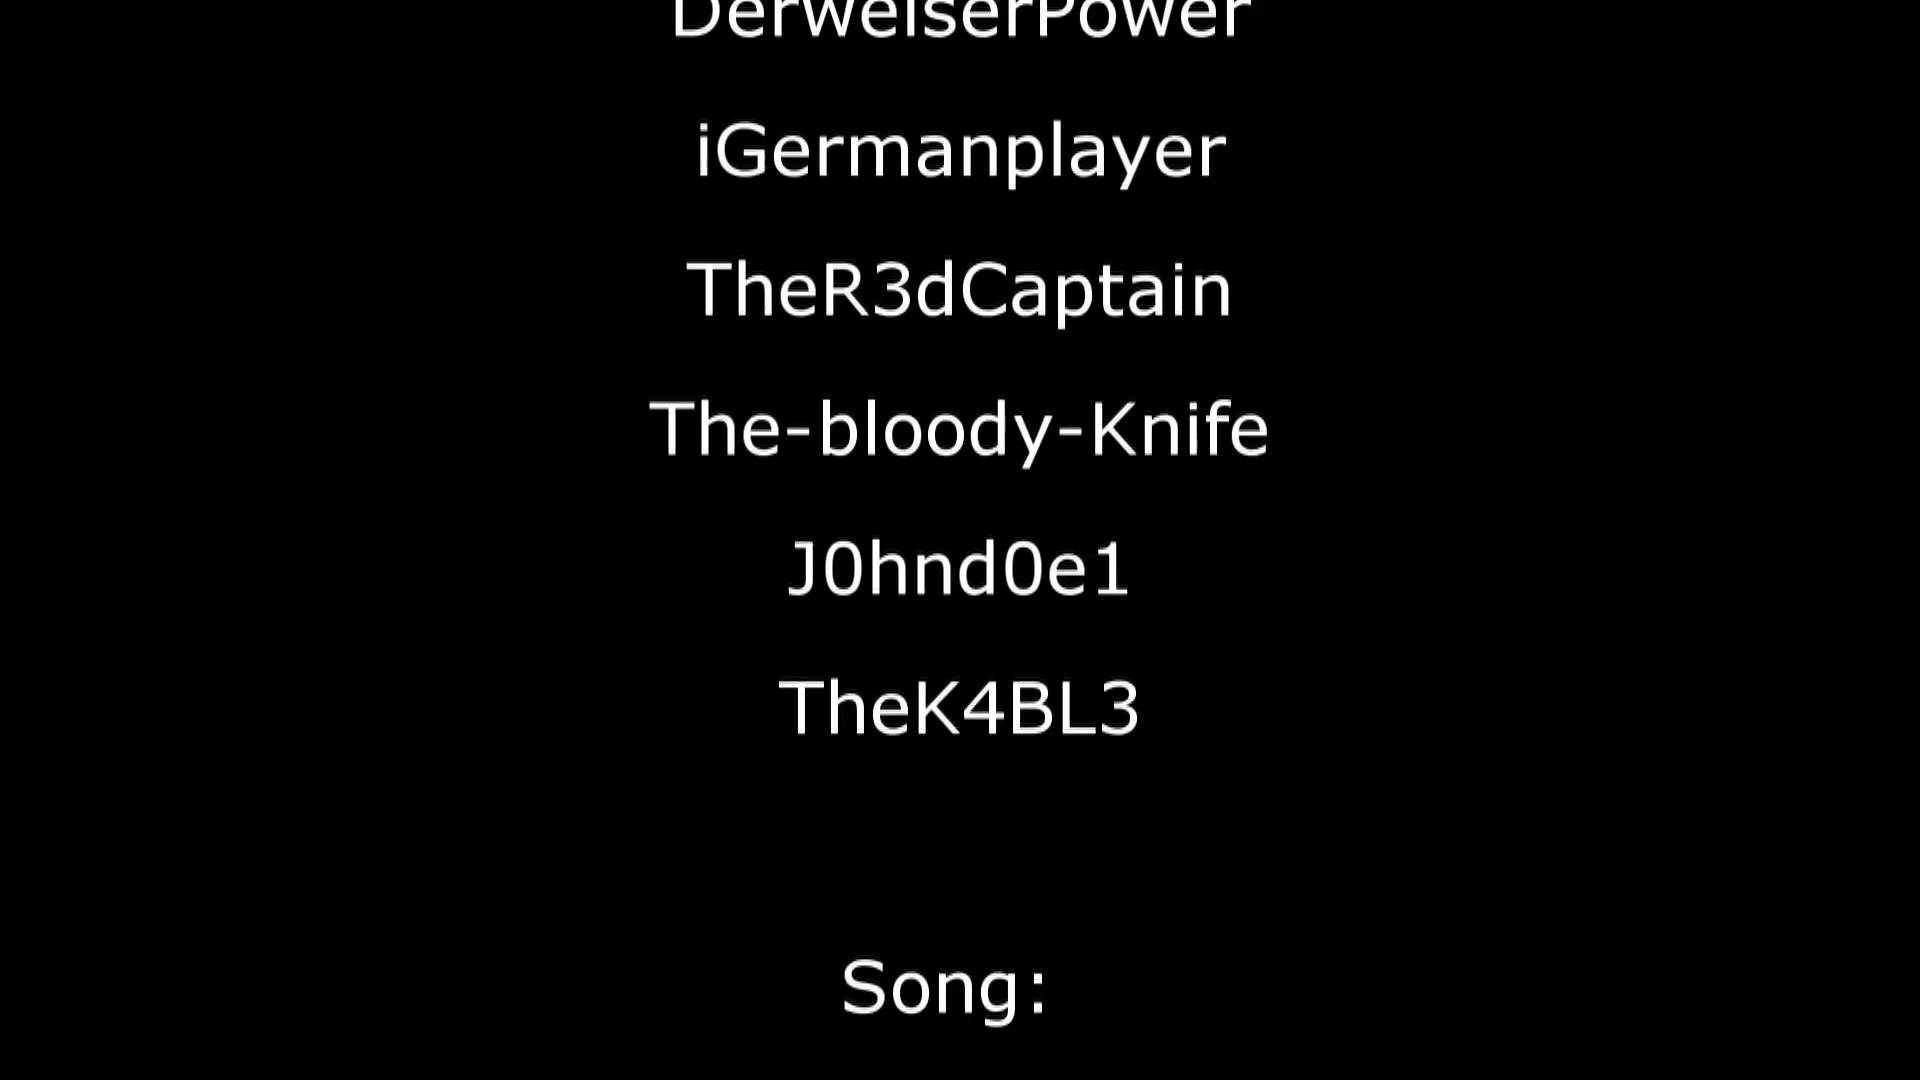 DerweiserPower
iGermanplayer
TheR3dCaptain
The-bloody-Knife
J0hnd0e1
TheK4BL3
Song: